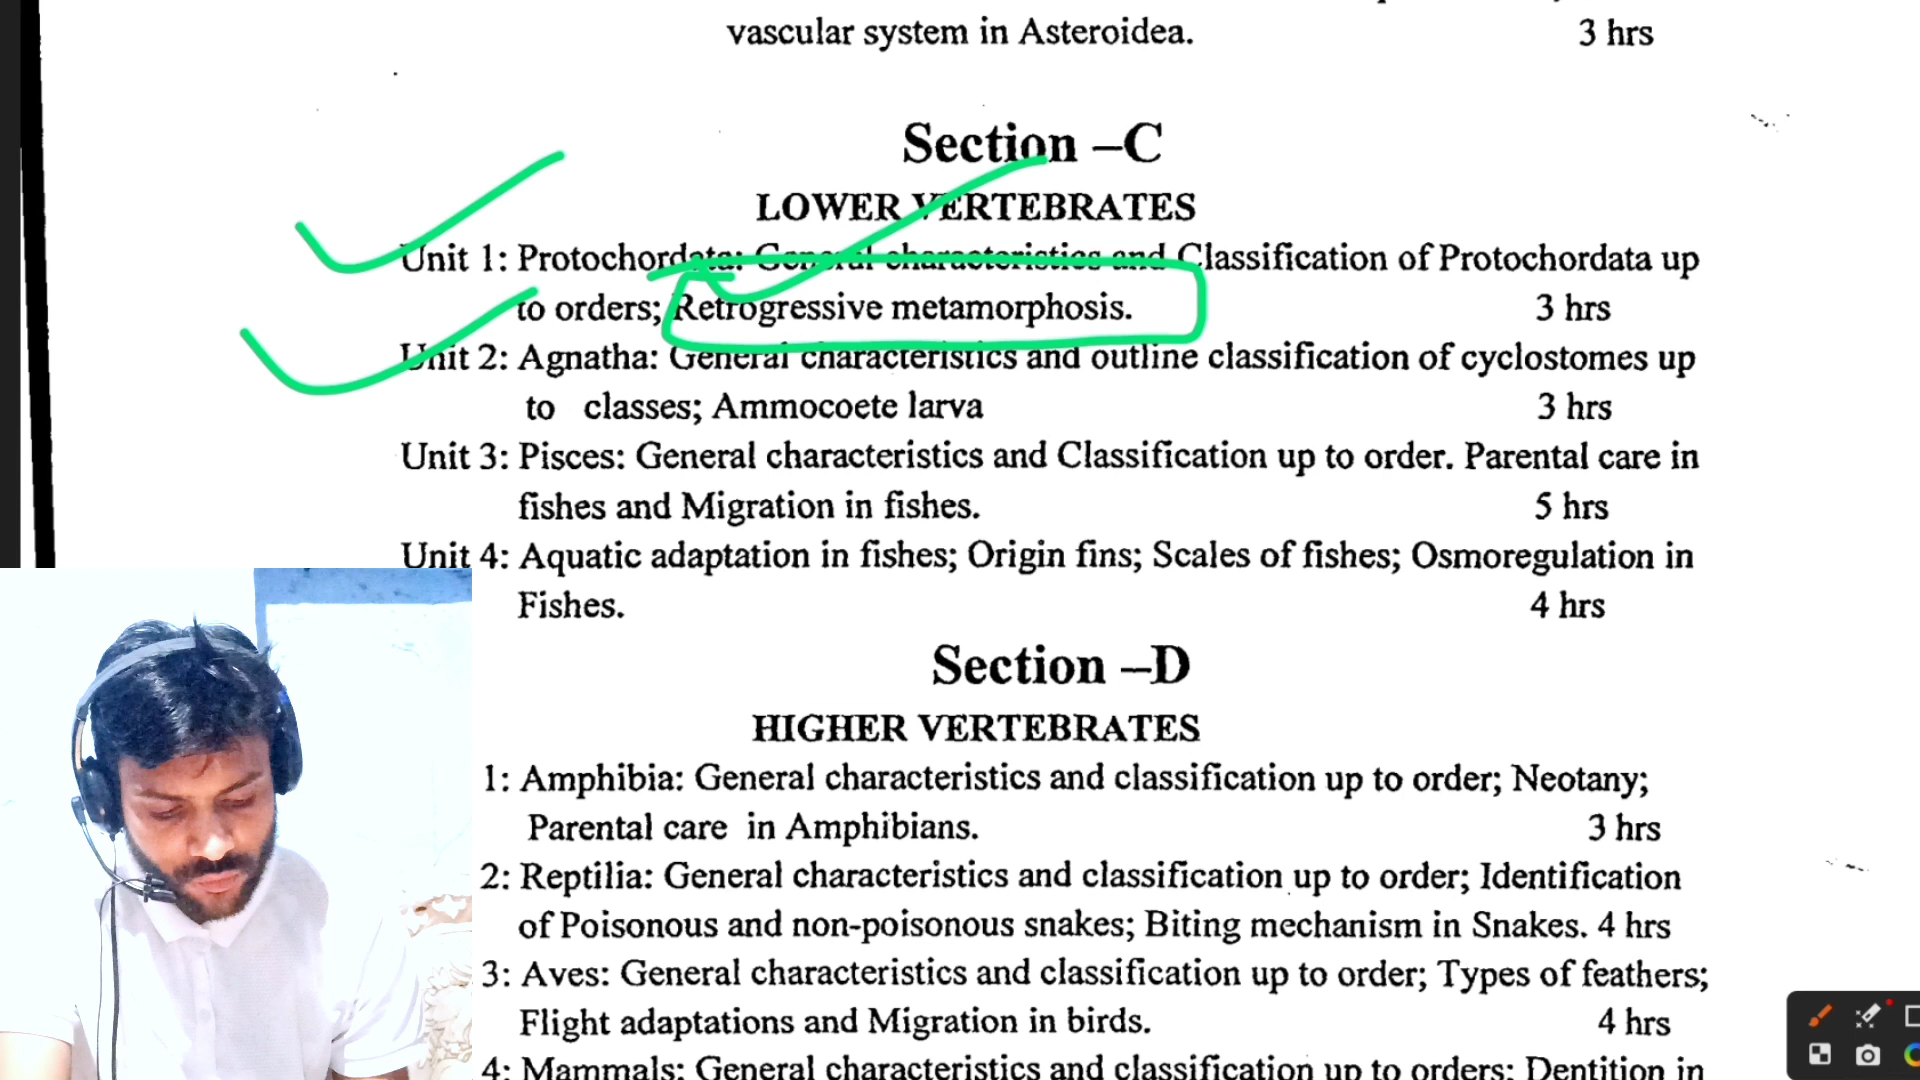 vascular system in Asteroidea. 3 hrs
Section –C
LOWER VERTEBRATES
Unit 1: Protochordata: General characteristics and Classification of Protochordata up
to orders; Retrogressive metamorphosis. 3 hrs
Unit 2: Agnatha: General characteristics and outline classification of cyclostomes up
to classes; Ammocoete larva 3 hrs
Unit 3: Pisces: General characteristics and Classification up to order. Parental care in
fishes and Migration in fishes. 5 hrs
Unit 4: Aquatic adaptation in fishes; Origin fins; Scales of fishes; Osmoregulation in
Fishes. 4 hrs
Section –D
HIGHER VERTEBRATES
1: Amphibia: General characteristics and classification up to order; Neotany;
Parental care in Amphibians. 3 hrs
2: Reptilia: General characteristics and classification up to order; Identification
of Poisonous and non-poisonous snakes; Biting mechanism in Snakes. 4 hrs
3: Aves: General characteristics and classification up to order; Types of feathers;
Flight adaptations and Migration in birds. 4 hrs
4: Mammals: General characteristics and classification up to orders; Dentition in